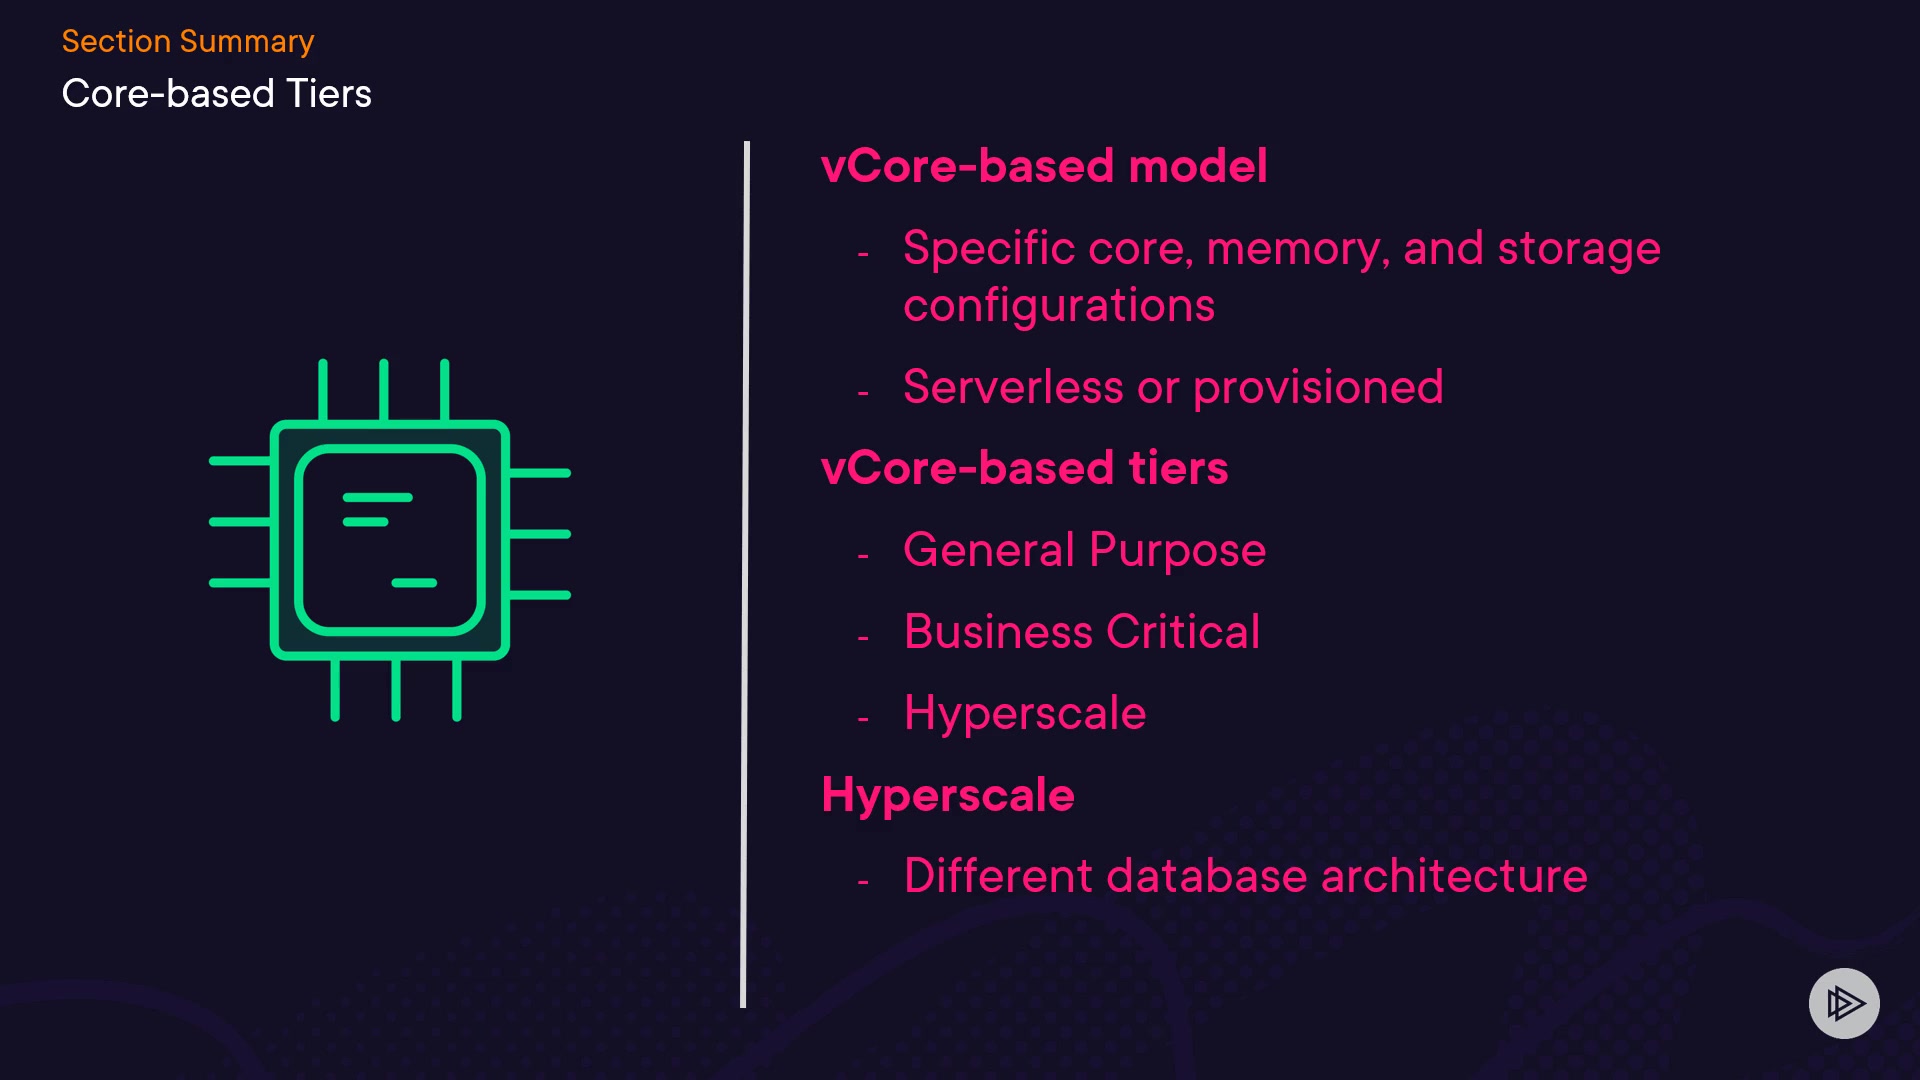 Section Summary
Core-based Tiers
vCore-based model
- Specific core, memory, and storage
configurations
- Serverless or provisioned
vCore-based tiers
- General Purpose
- Business Critical
- Hyperscale
Hyperscale
- Different database architecture